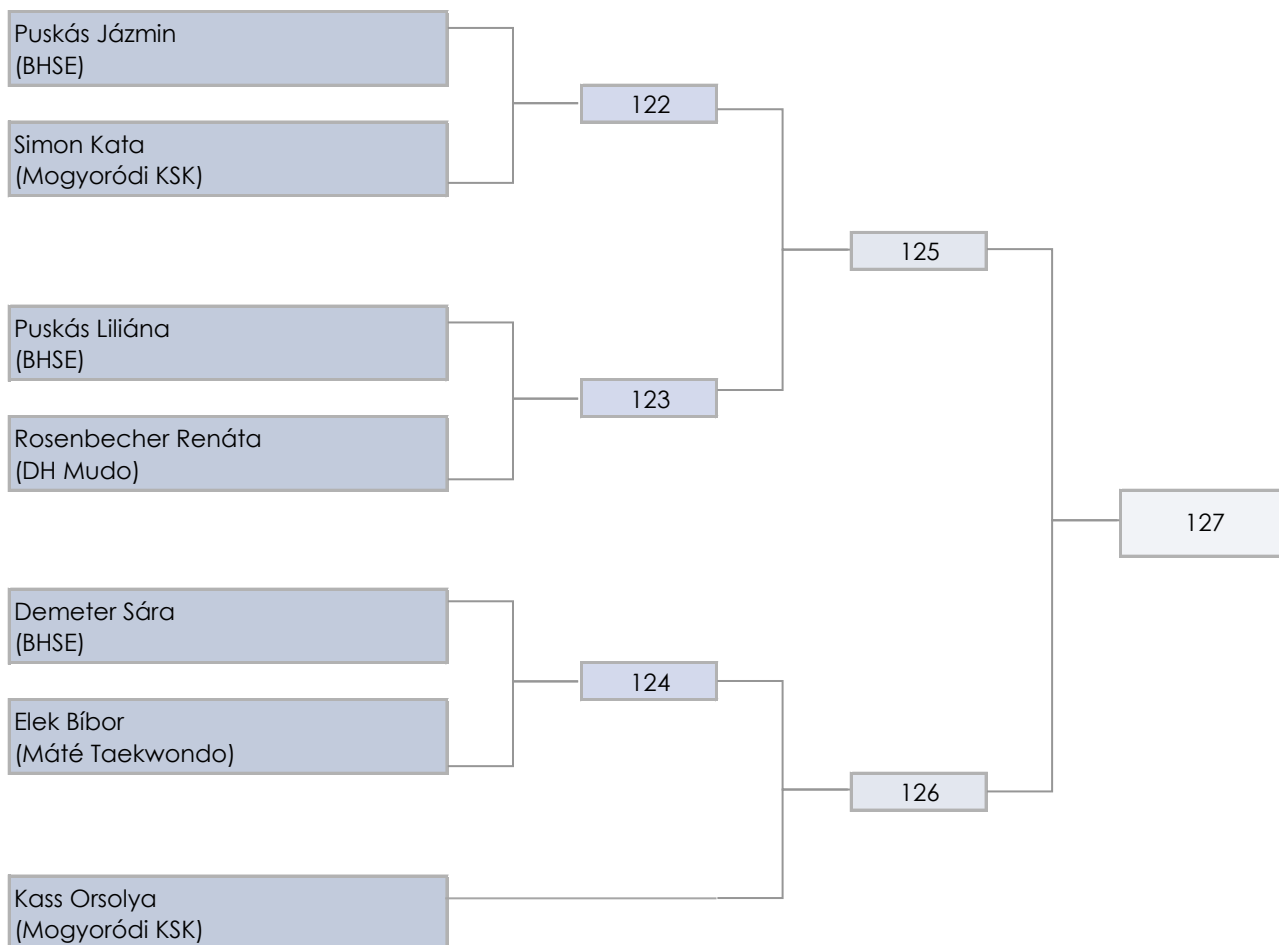 Puskás Jázmin
(BHSE)
122
Simon Kata
(Mogyoródi KSK)
125
Puskás Liliána
(BHSE)
123
Rosenbecher Renáta
(DH Mudo)
127
Demeter Sára
(BHSE)
124
Elek Bíbor
(Máté Taekwondo)
126
Kass Orsolya
(Mogyoródi KSK)